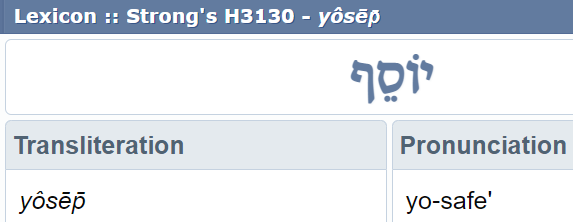 Lexicon :: Strong's H3130 - yôsēp̄
יוֹסֵף
Transliteration
Pronunciation
yôsēp̄
yo-safe'